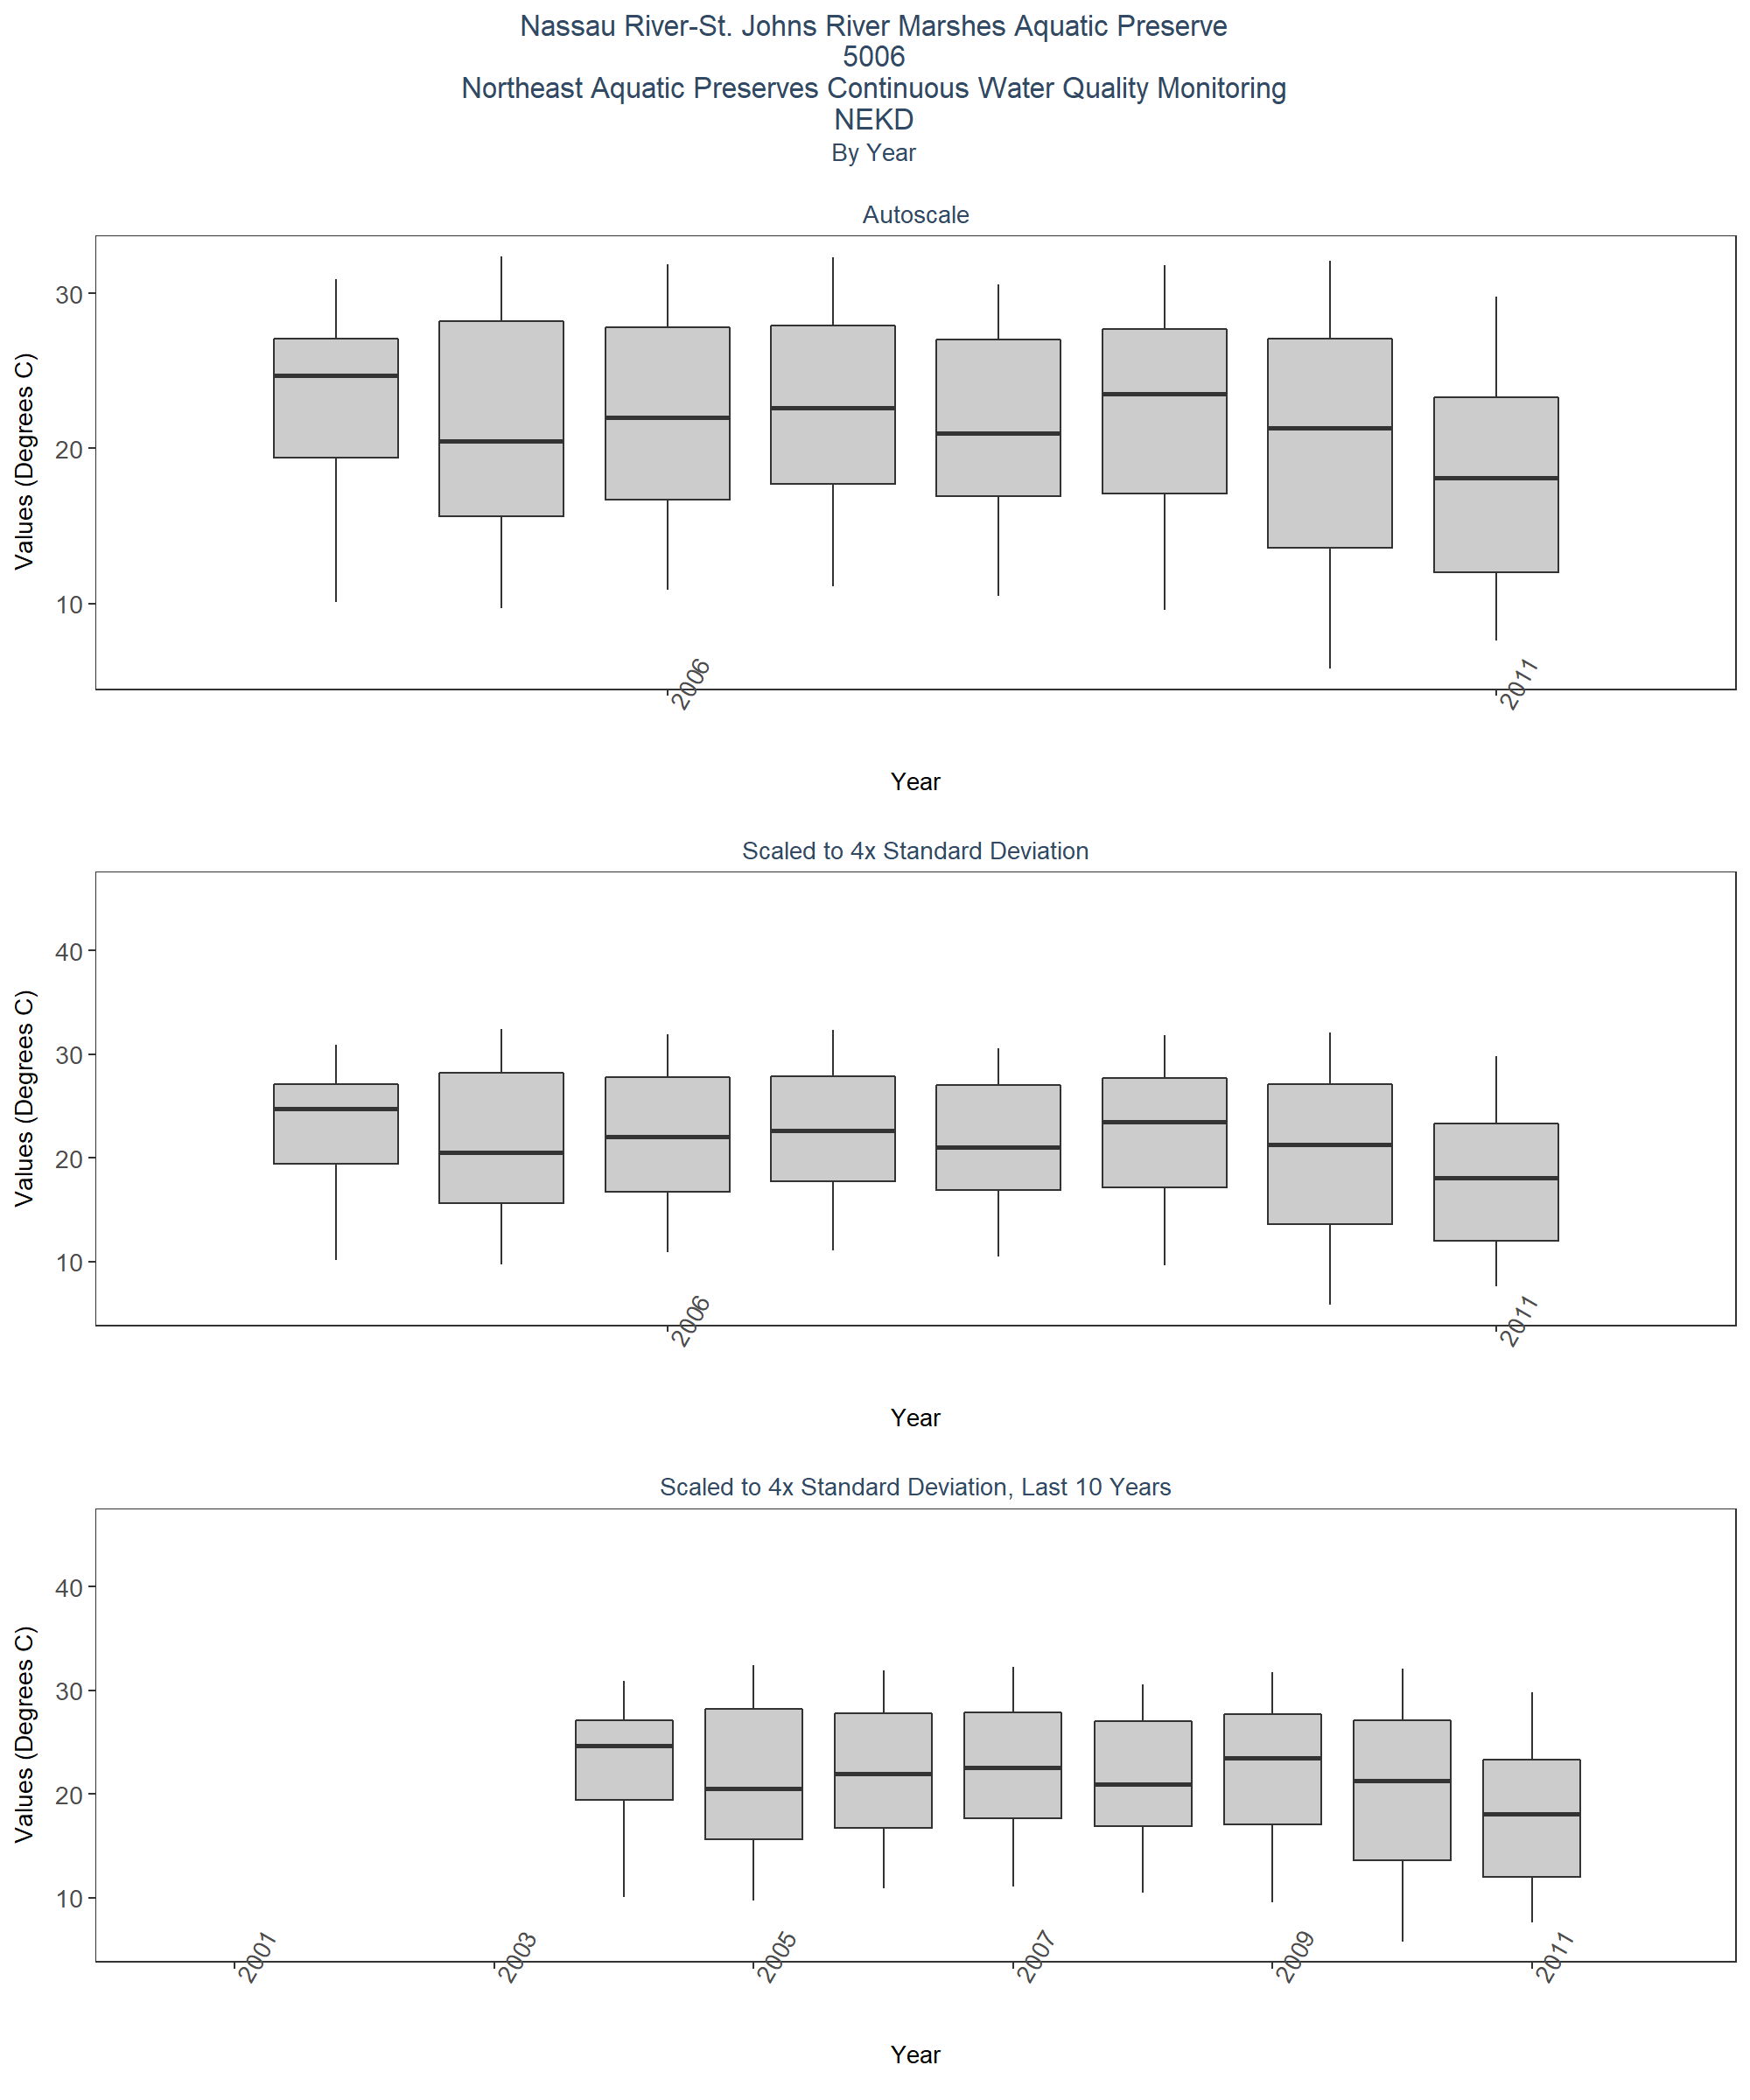 Nassau River-St. Johns River Marshes Aquatic Preserve
5006
Northeast Aquatic Preserves Continuous Water Quality Monitoring
NEKD
By Year
Autoscale
Values (Degrees C)
30
20
10
2006
2011
Year
Scaled to 4x Standard Deviation
Values (Degrees C)
40
30
20
10
2006
2011
Year
Scaled to 4x Standard Deviation, Last 10 Years
Values (Degrees C)
40
30
20
10
2001
2003
2005
2007
2009
2011
Year